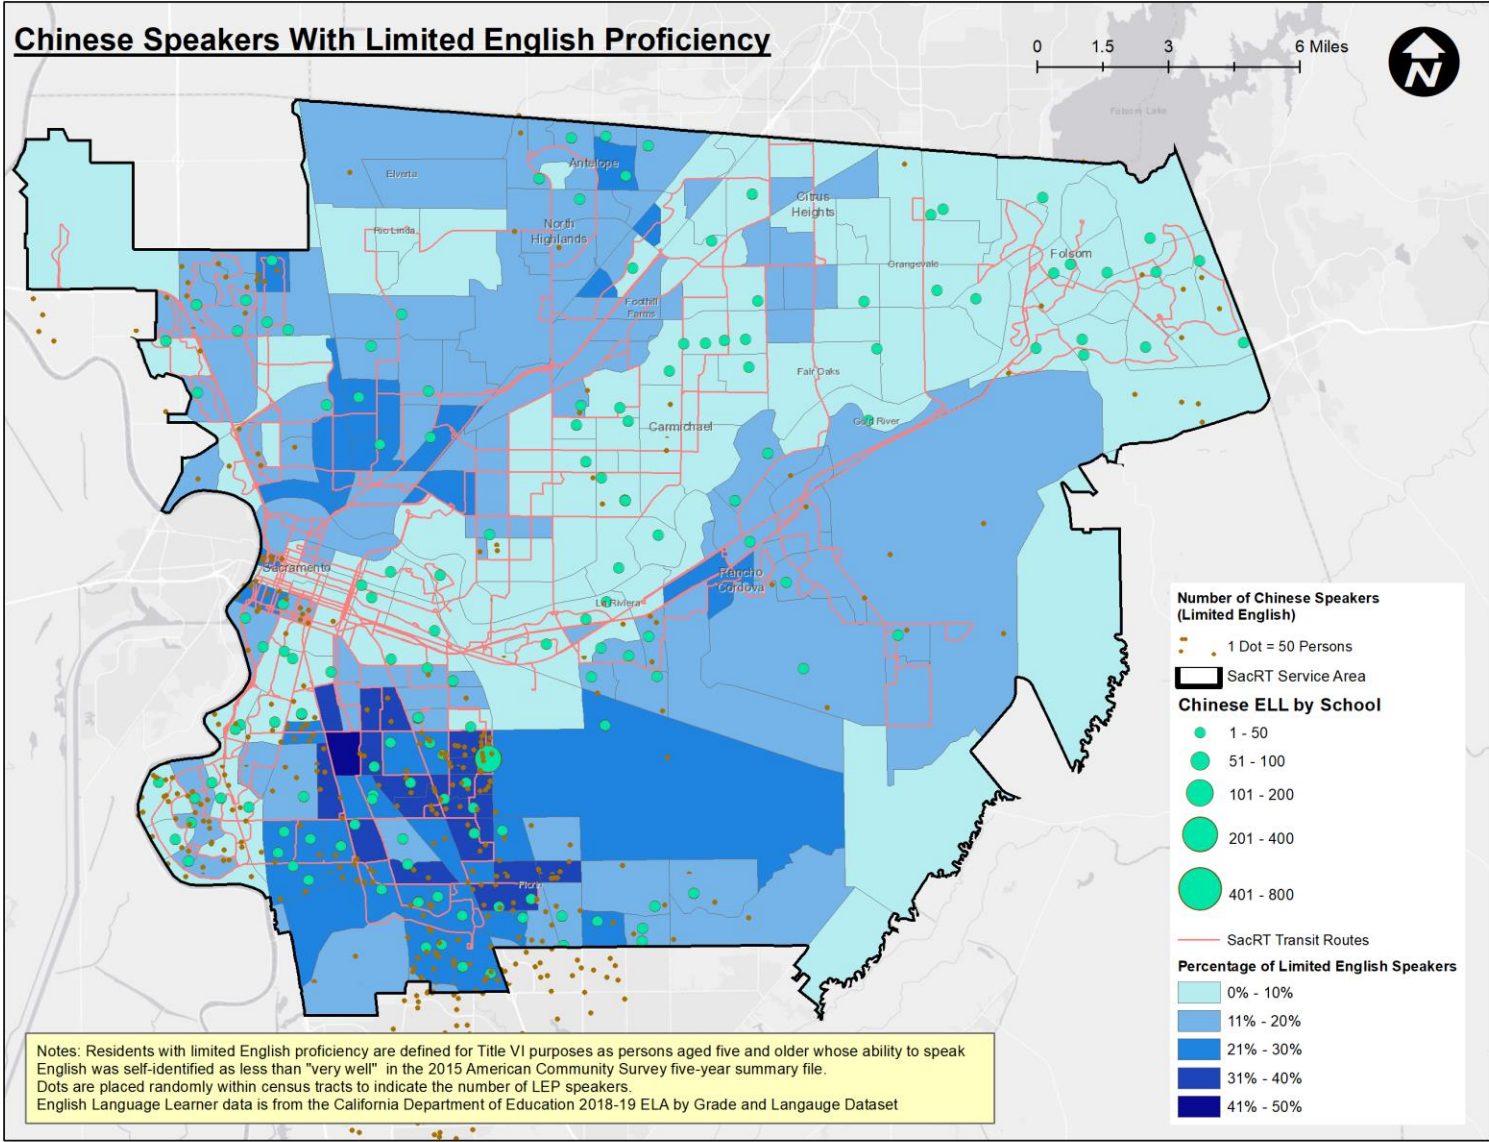 Chinese Speakers With Limited English Proficiency
0 1.5 3 6 Miles
N
Folsom Lake
Antelope
Elverta
Citrus
Heights
North
Highlands
Rio Linda
Folsom
Orangevale
Foothill
Farms
Fair Oaks
Gold River
Carmichael
Sacramento
Rancho
Cordova
La Riviera
Florin
Number of Chinese Speakers
(Limited English)
1 Dot = 50 Persons
SacRT Service Area
Chinese ELL by School
1 - 50
51 - 100
101 - 200
201 - 400
401 - 800
SacRT Transit Routes
Percentage of Limited English Speakers
0% - 10%
11% - 20%
21% - 30%
31% - 40%
41% - 50%
Notes: Residents with limited English proficiency are defined for Title VI purposes as persons aged five and older whose ability to speak
English was self-identified as less than "very well" in the 2015 American Community Survey five-year summary file.
Dots are placed randomly within census tracts to indicate the number of LEP speakers.
English Language Learner data is from the California Department of Education 2018-19 ELA by Grade and Langauge Dataset